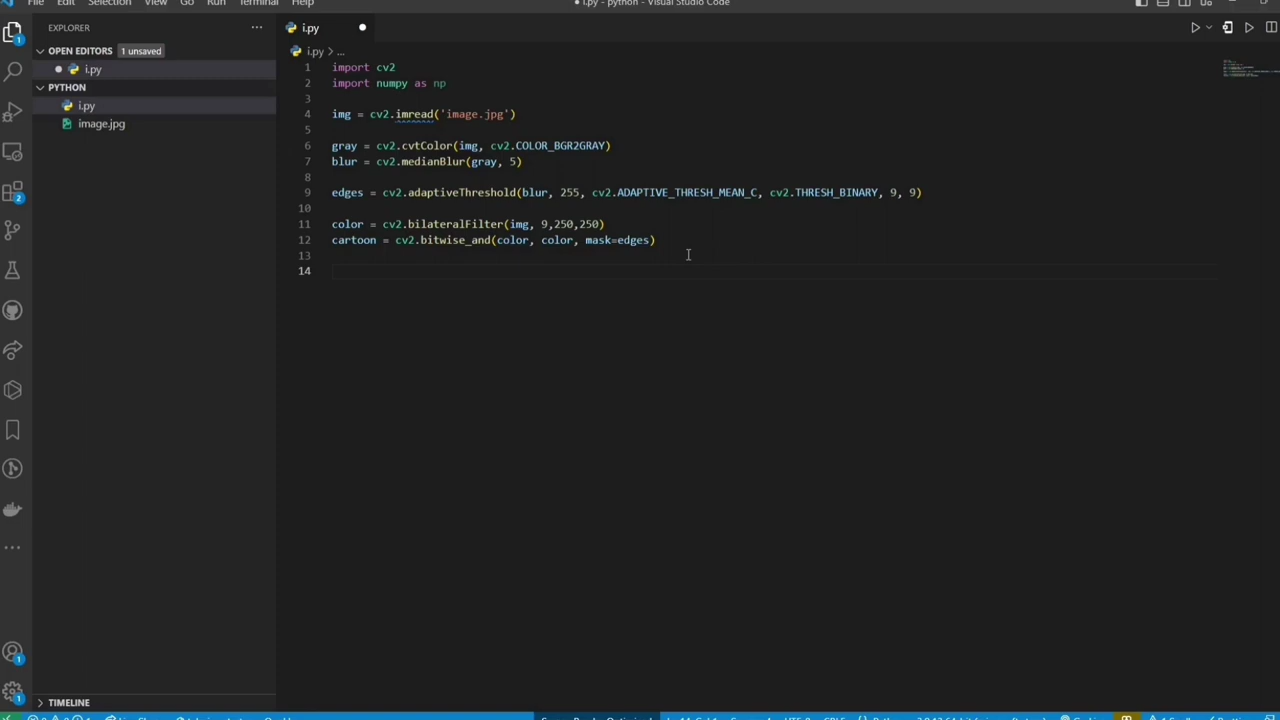 File Edit Selection View Go Run Terminal Help
i.py - python - Visual Studio Code
EXPLORER
OPEN EDITORS 1 unsaved
i.py
PYTHON
i.py
image.jpg
TIMELINE
i.py
i.py > ...
1 import cv2
2 import numpy as np
3
4 img = cv2.imread('image.jpg')
5
6 gray = cv2.cvtColor(img, cv2.COLOR_BGR2GRAY)
7 blur = cv2.medianBlur(gray, 5)
8
9 edges = cv2.adaptiveThreshold(blur, 255, cv2.ADAPTIVE_THRESH_MEAN_C, cv2.THRESH_BINARY, 9, 9)
10
11 color = cv2.bilateralFilter(img, 9,250,250)
12 cartoon = cv2.bitwise_and(color, color, mask=edges)
13
14
1
2
1
1